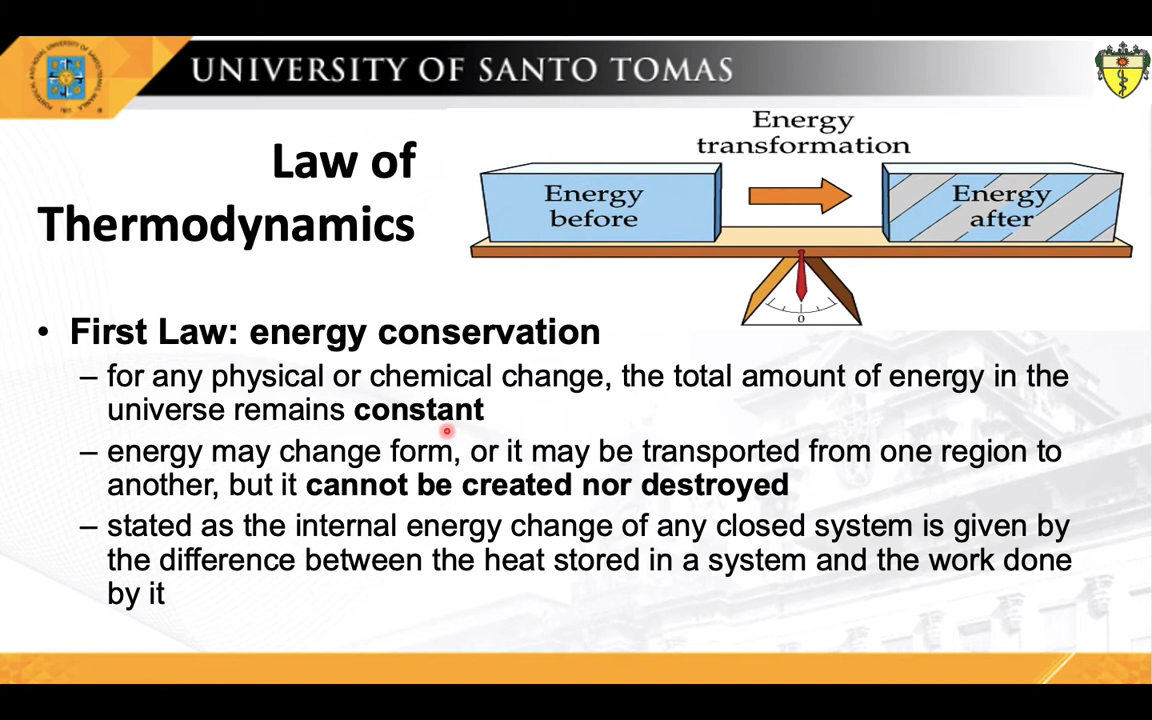 UNIVERSITY OF SANTO TOMAS
Law of
Thermodynamics
Energy
transformation
Energy
before
Energy
after
0
• First Law: energy conservation
– for any physical or chemical change, the total amount of energy in the
universe remains constant
– energy may change form, or it may be transported from one region to
another, but it cannot be created nor destroyed
– stated as the internal energy change of any closed system is given by
the difference between the heat stored in a system and the work done
by it